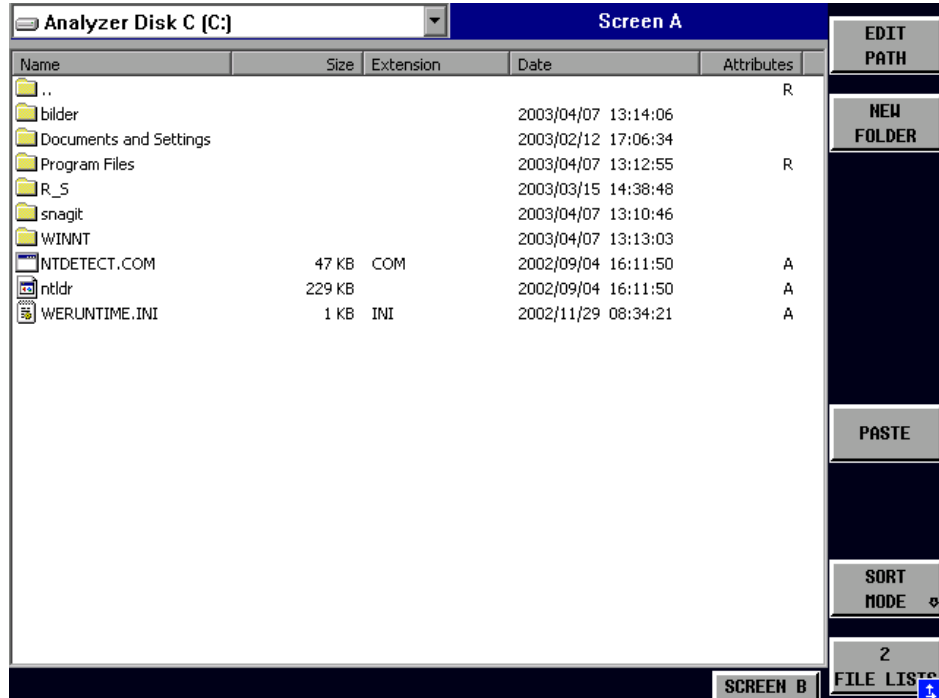 Analyzer Disk C (C:) Screen A
Name Size Extension Date Attributes
.. R
bilder 2003/04/07 13:14:06
Documents and Settings 2003/02/12 17:06:34
Program Files 2003/04/07 13:12:55 R
R_S 2003/03/15 14:38:48
snagit 2003/04/07 13:10:46
WINNT 2003/04/07 13:13:03
NTDETECT.COM 47 KB COM 2002/09/04 16:11:50 A
ntldr 229 KB 2002/09/04 16:11:50 A
WERUNTIME.INI 1 KB INI 2002/11/29 08:34:21 A
EDIT
PATH
NEW
FOLDER
PASTE
SORT
MODE
2
FILE LISTS
SCREEN B